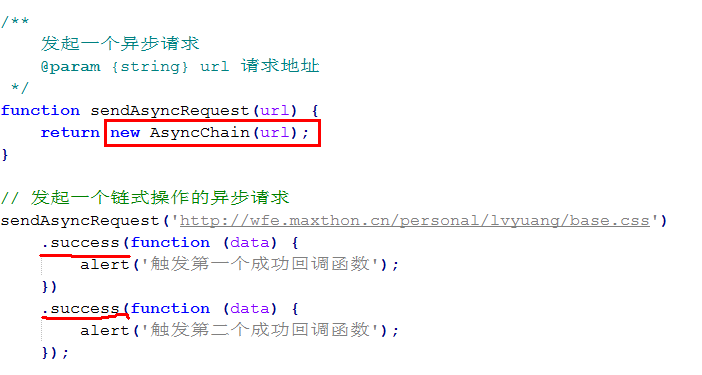 /**
    发起一个异步请求
    @param {string} url 请求地址
 */
function sendAsyncRequest(url) {
    return new AsyncChain(url);
}

// 发起一个链式操作的异步请求
sendAsyncRequest('http://wfe.maxthon.cn/personal/lvyuang/base.css')
    .success(function (data) {
        alert('触发第一个成功回调函数');
    })
    .success(function (data) {
        alert('触发第二个成功回调函数');
    });